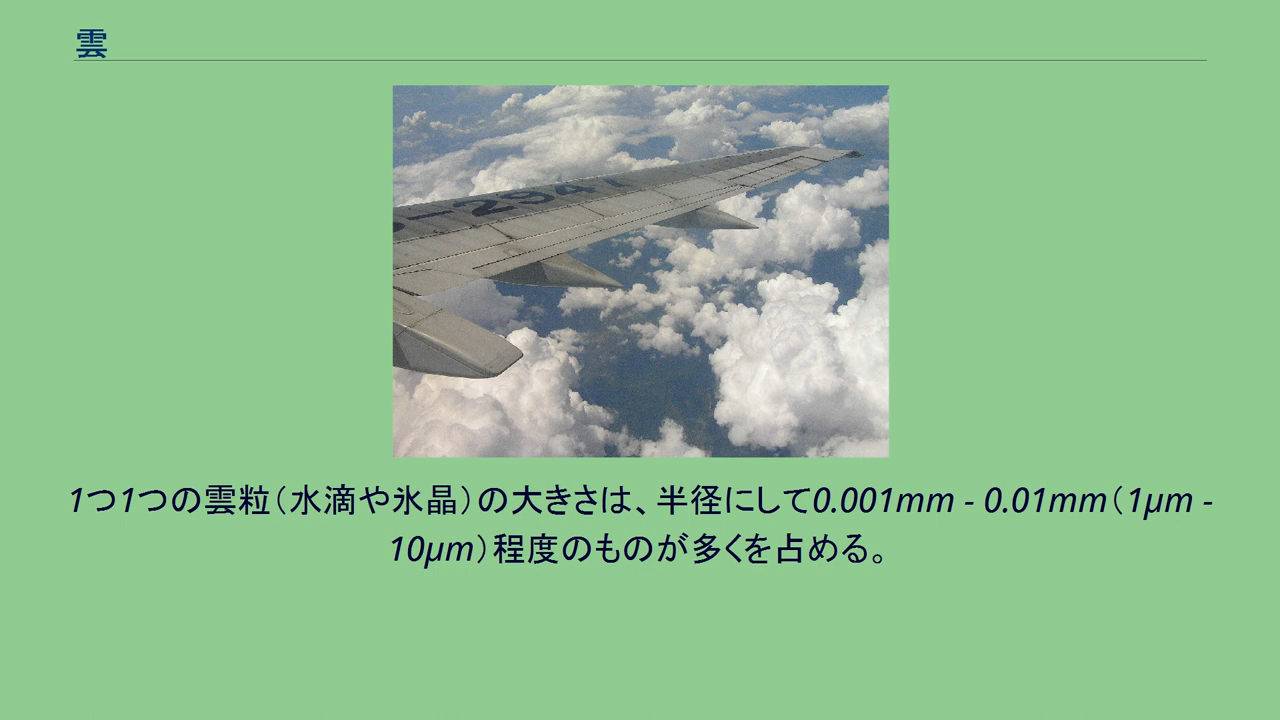 雲
-2947
1つ1つの雲粒（水滴や氷晶）の大きさは、半径にして0.001mm - 0.01mm（1µm -
10µm）程度のものが多くを占める。